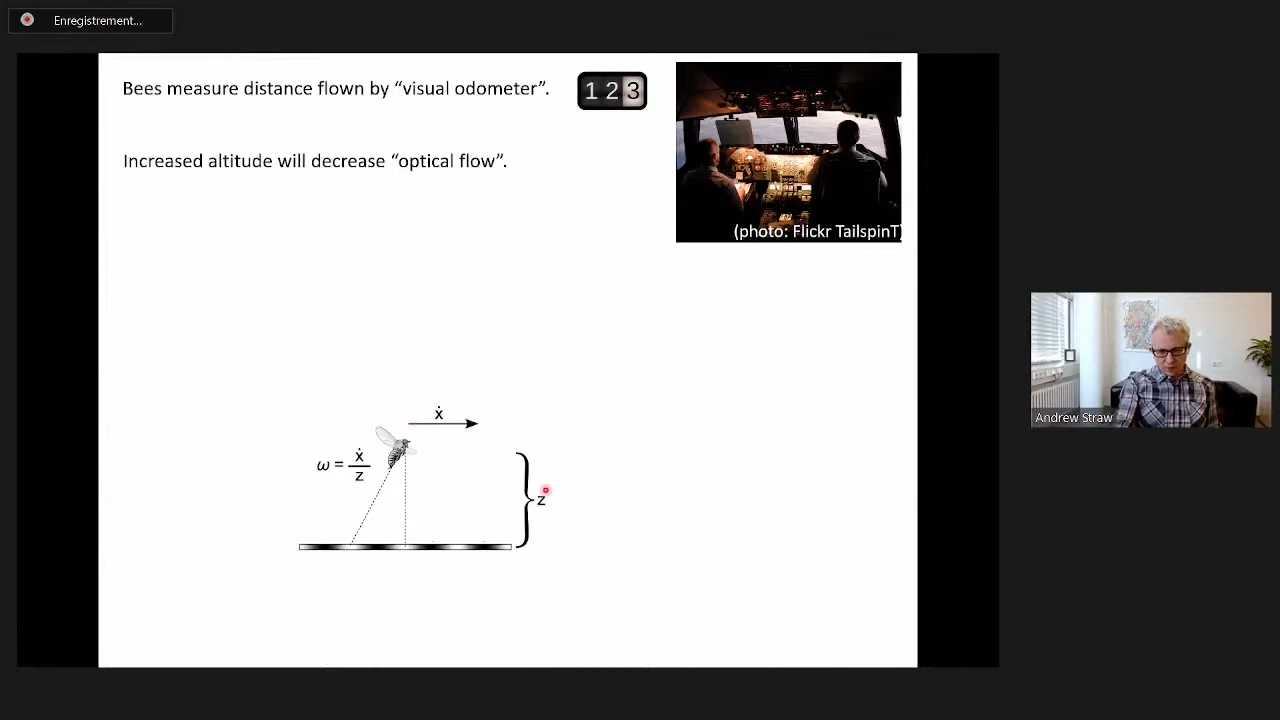 Enregistrement...
Bees measure distance flown by “visual odometer”.
1 2 3
Increased altitude will decrease “optical flow”.
(photo: Flickr TailspinT)
ẋ
ω = ẋ/z
z
Andrew Straw